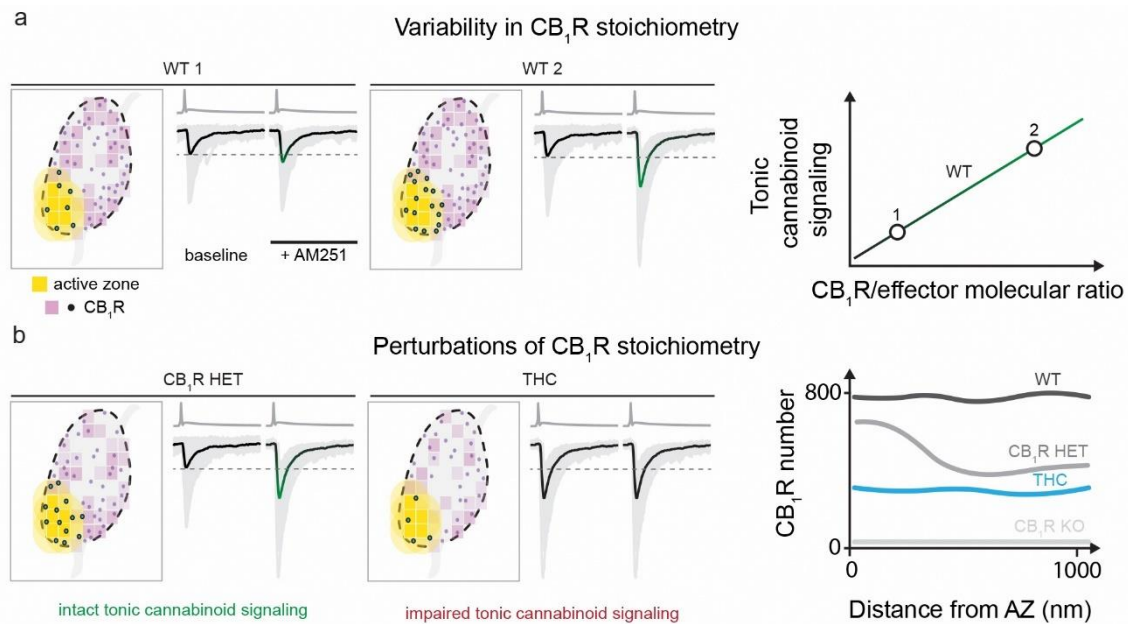 a
Variability in CB₁R stoichiometry
WT 1
WT 2
baseline
+ AM251
active zone
CB₁R
Tonic
cannabinoid
signaling
WT
1
2
CB₁R/effector molecular ratio
b
Perturbations of CB₁R stoichiometry
CB₁R HET
THC
intact tonic cannabinoid signaling
impaired tonic cannabinoid signaling
CB₁R number
800
0
WT
CB₁R HET
THC
CB₁R KO
0
1000
Distance from AZ (nm)